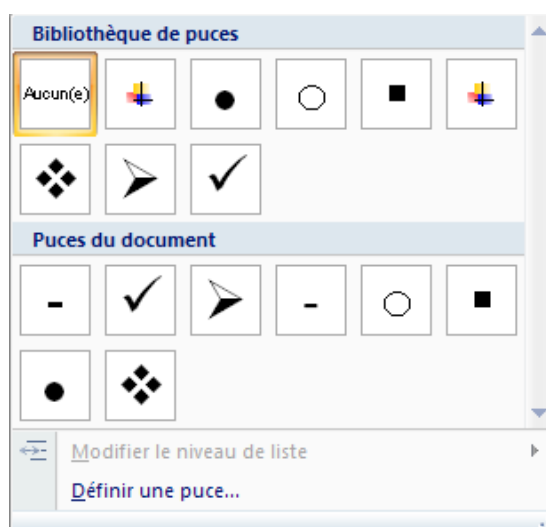 Bibliothèque de puces
Aucun(e)
Puces du document
Modifier le niveau de liste
Définir une puce...